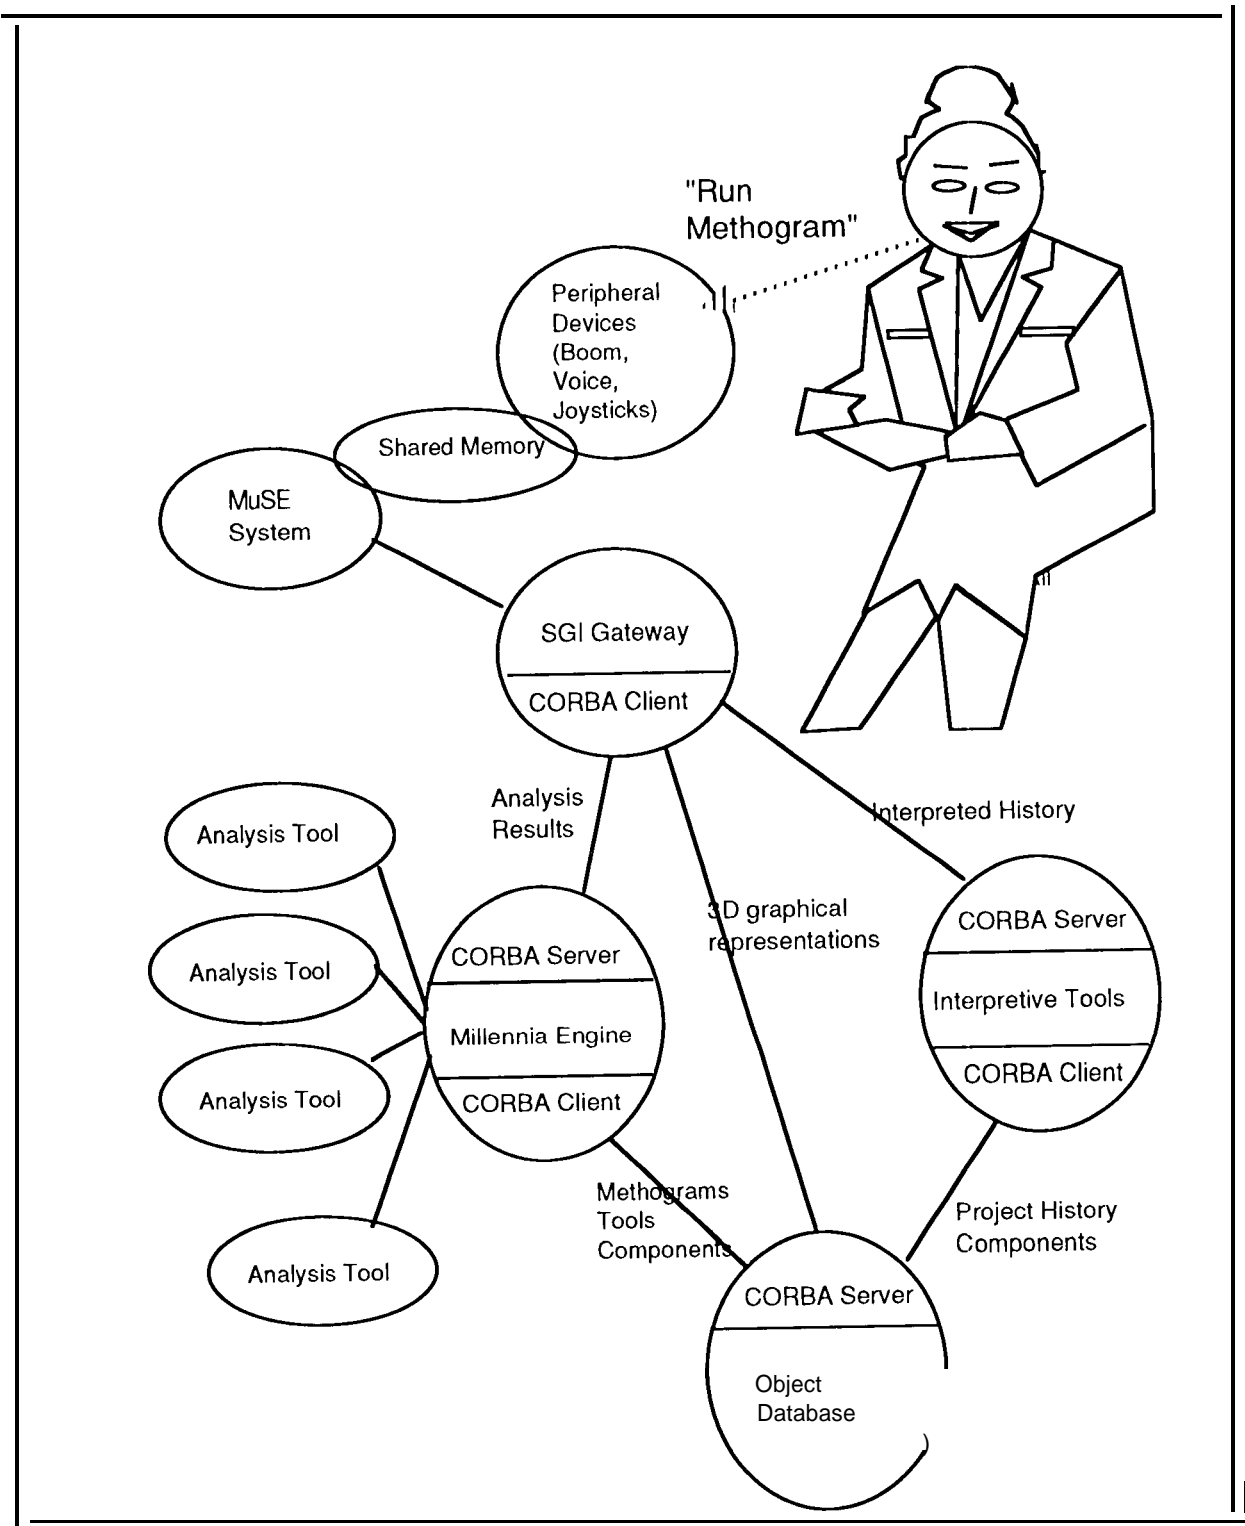 "Run
Methogram"
Peripheral
Devices
(Boom,
Voice,
Joysticks)
Shared Memory
MuSE
System
SGI Gateway
CORBA Client
Analysis
Results
Interpreted History
Analysis Tool
3D graphical
representations
CORBA Server
Interpretive Tools
CORBA Client
CORBA Server
Millennia Engine
CORBA Client
Analysis Tool
Analysis Tool
Analysis Tool
Methograms
Tools
Components
Project History
Components
CORBA Server
Object
Database